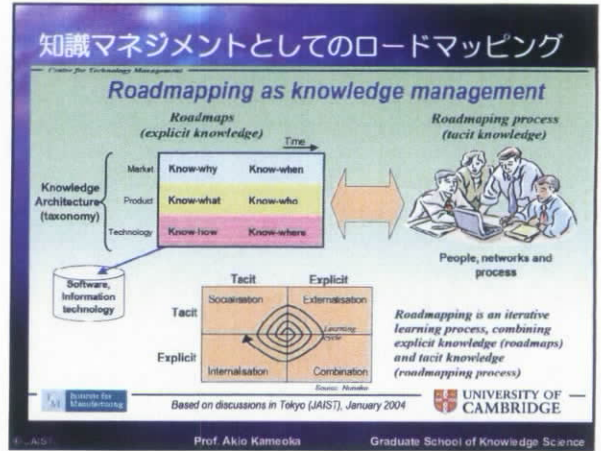 知識マネジメントとしてのロードマッピング
Centre for Technology Management
Roadmapping as knowledge management
Roadmaps
(explicit knowledge)
Time
Roadmaping process
(tacit knowledge)
Knowledge
Architecture
(taxonomy)
Market Know-why Know-when
Product Know-what Know-who
Technology Know-how Know-where
People, networks and
process
Software,
Information
technology
Tacit Explicit
Tacit
Explicit
Socialisation Externalisation
Learning
cycle
Internalisation Combination
Source: Nonaka
Roadmapping is an iterative
learning process, combining
explicit knowledge (roadmaps)
and tacit knowledge
(roadmapping process)
Institute for
Manufacturing
Based on discussions in Tokyo (JAIST), January 2004
UNIVERSITY OF
CAMBRIDGE
© JAIST Prof. Akio Kameoka Graduate School of Knowledge Science